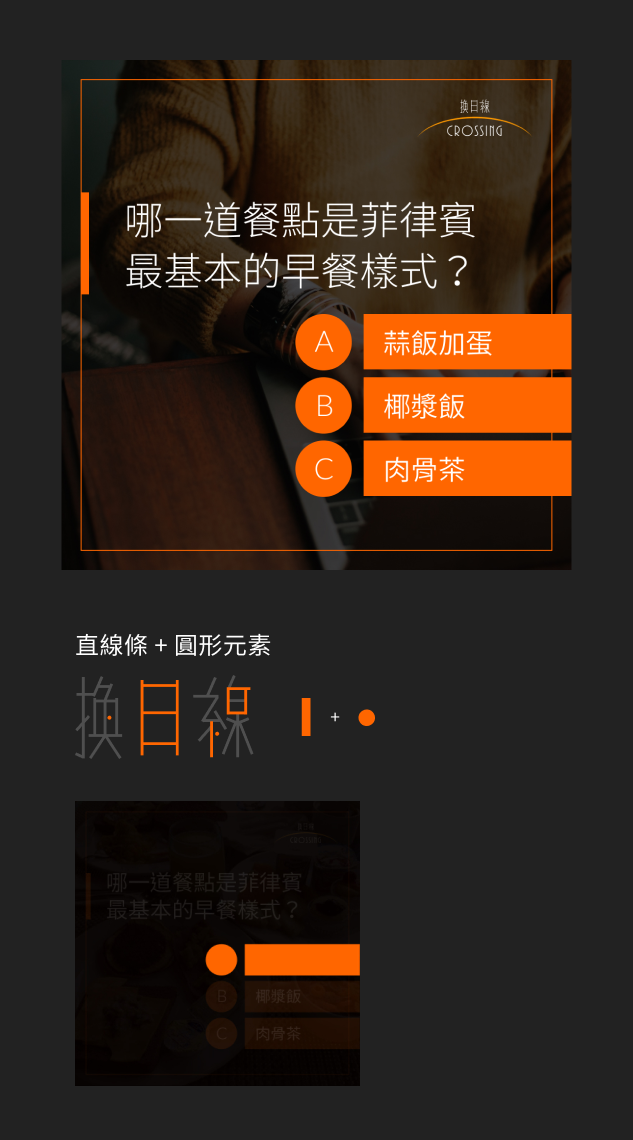 換日線
CROSSING
哪一道餐點是菲律賓
最基本的早餐樣式？
A 蒜飯加蛋
B 椰漿飯
C 肉骨茶
直線條 + 圓形元素
換日線 +
哪一道餐點是菲律賓
最基本的早餐樣式？
B 椰漿飯
C 肉骨茶